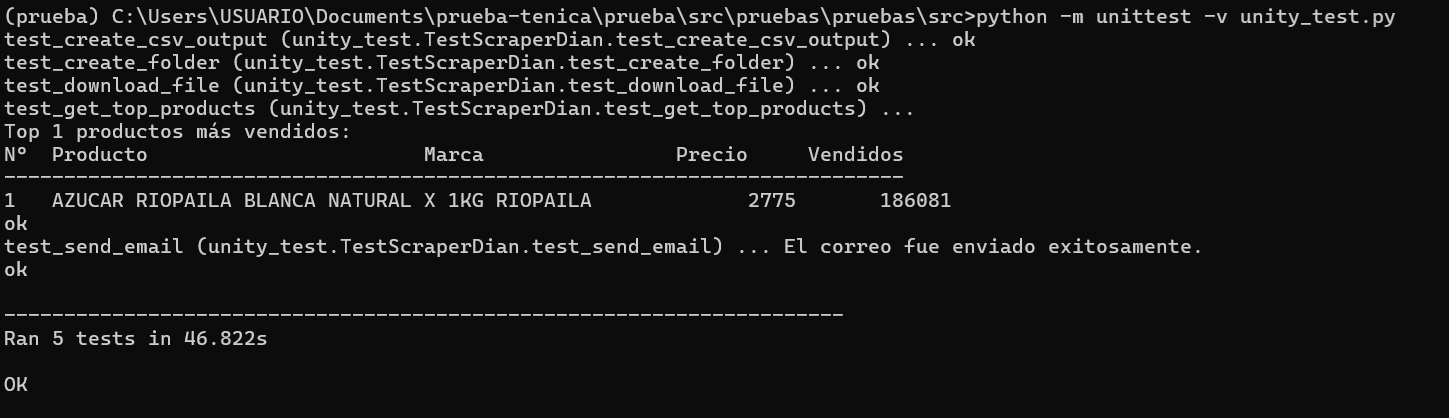 (prueba) C:\Users\USUARIO\Documents\prueba-tenica\prueba\src\pruebas\pruebas\src>python -m unittest -v unity_test.py
test_create_csv_output (unity_test.TestScraperDian.test_create_csv_output) ... ok
test_create_folder (unity_test.TestScraperDian.test_create_folder) ... ok
test_download_file (unity_test.TestScraperDian.test_download_file) ... ok
test_get_top_products (unity_test.TestScraperDian.test_get_top_products) ...
Top 1 productos más vendidos:
N°  Producto                       Marca                Precio     Vendidos
---------------------------------------------------------------------------
1   AZUCAR RIOPAILA BLANCA NATURAL X 1KG RIOPAILA             2775       186081
ok
test_send_email (unity_test.TestScraperDian.test_send_email) ... El correo fue enviado exitosamente.
ok
----------------------------------------------------------------------
Ran 5 tests in 46.822s
OK